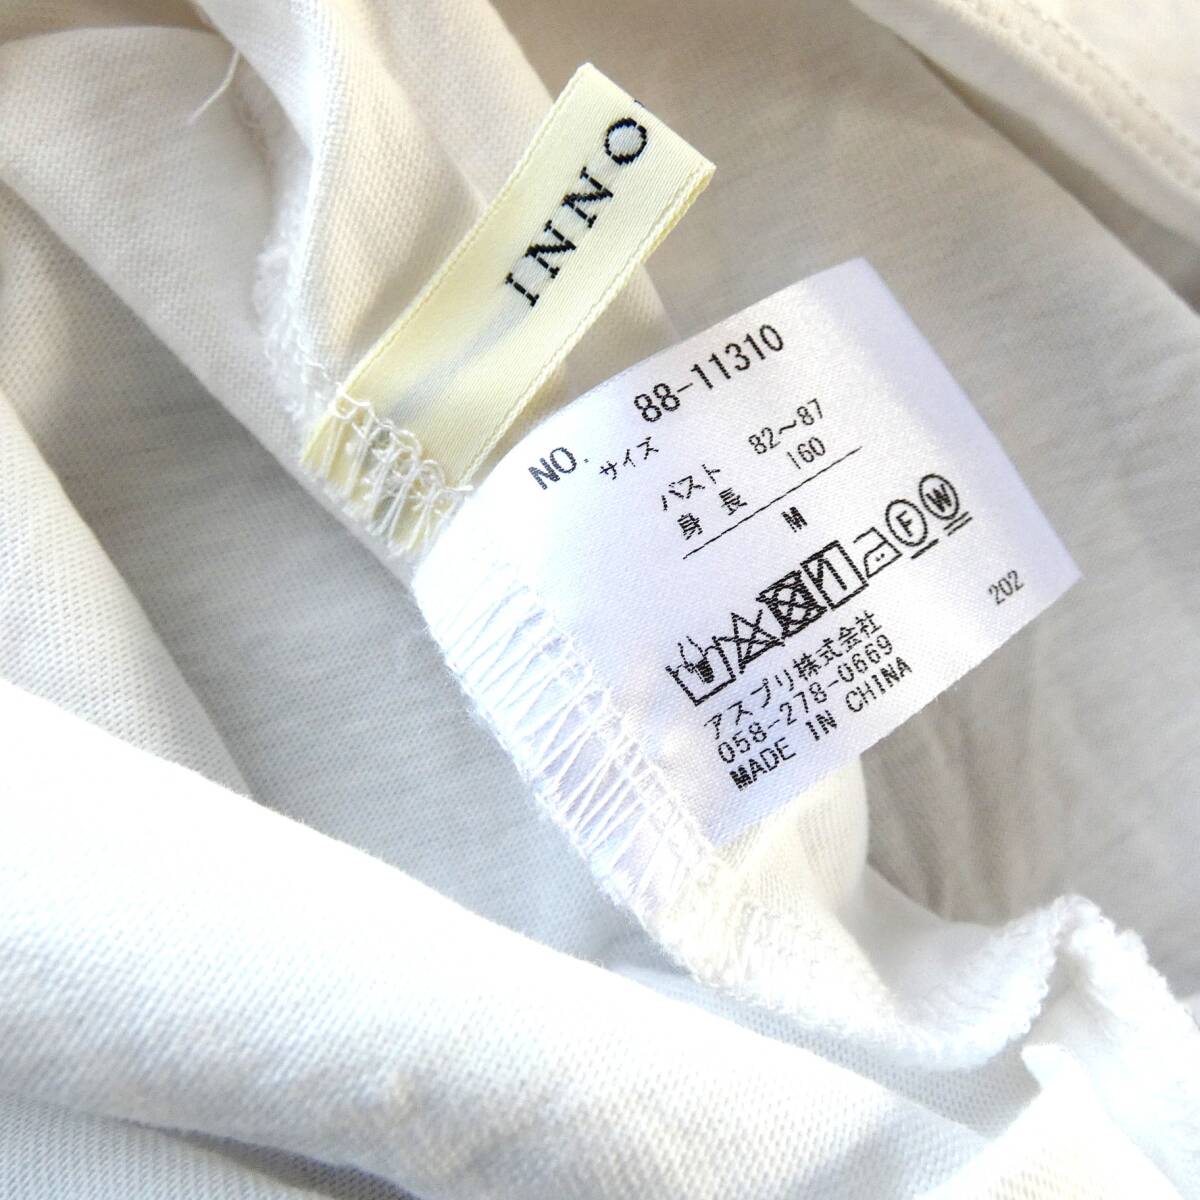 INNO
NO. 88-11310
サイズ
バスト 82~87
身長 160
M
F W
アスプリ株式会社
058-278-0669
MADE IN CHINA
202